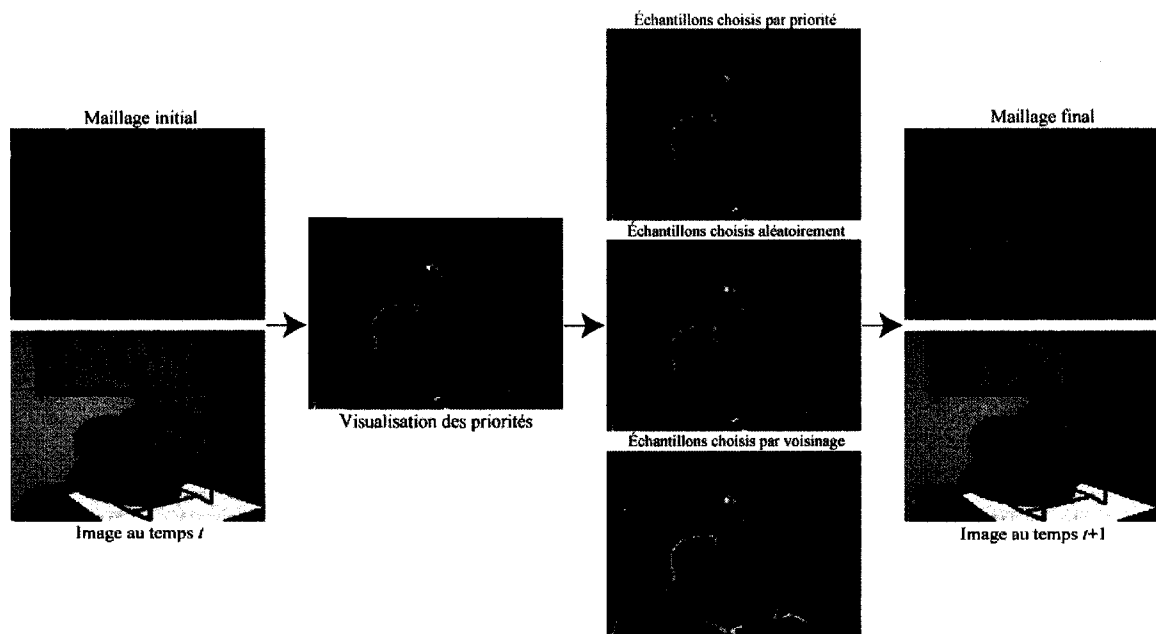 Échantillons choisis par priorité
Maillage initial
Maillage final
Échantillons choisis aléatoirement
Visualisation des priorités
Échantillons choisis par voisinage
Image au temps t
Image au temps t+1